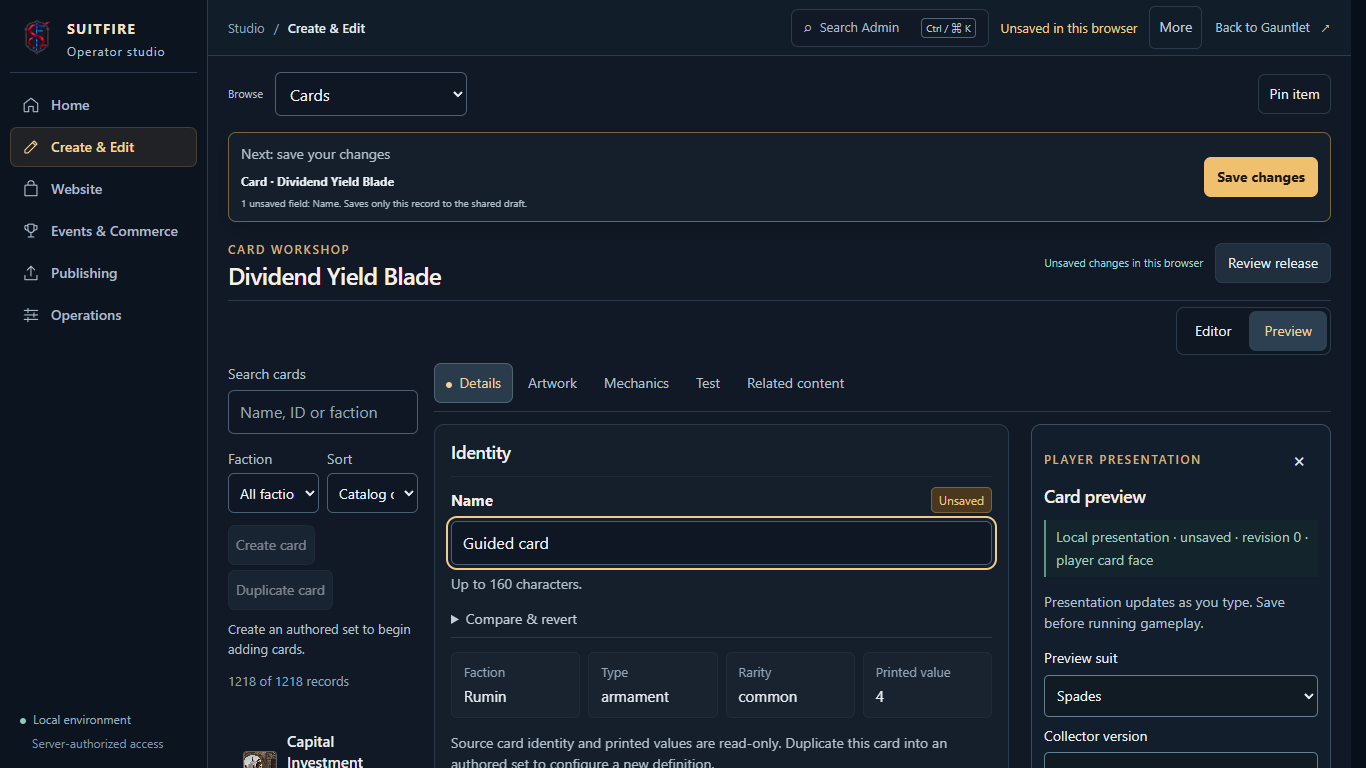 SUITFIRE
Operator studio
Home
Create & Edit
Website
Events & Commerce
Publishing
Operations
Local environment
Server-authorized access
Studio / Create & Edit
Search Admin Ctrl / ⌘ K
Unsaved in this browser
More
Back to Gauntlet ↗
Browse
Cards
Pin item
Next: save your changes
Card · Dividend Yield Blade
1 unsaved field: Name. Saves only this record to the shared draft.
Save changes
CARD WORKSHOP
Dividend Yield Blade
Unsaved changes in this browser
Review release
Editor
Preview
Search cards
Name, ID or faction
Faction
Sort
All factio
Catalog c
Create card
Duplicate card
Create an authored set to begin
adding cards.
1218 of 1218 records
Capital
Investment
Details
Artwork
Mechanics
Test
Related content
Identity
Name
Unsaved
Guided card
Up to 160 characters.
Compare & revert
Faction
Rumin
Type
armament
Rarity
common
Printed value
4
Source card identity and printed values are read-only. Duplicate this card into an
authored set to configure a new definition.
PLAYER PRESENTATION
Card preview
Local presentation · unsaved · revision 0 ·
player card face
Presentation updates as you type. Save
before running gameplay.
Preview suit
Spades
Collector version